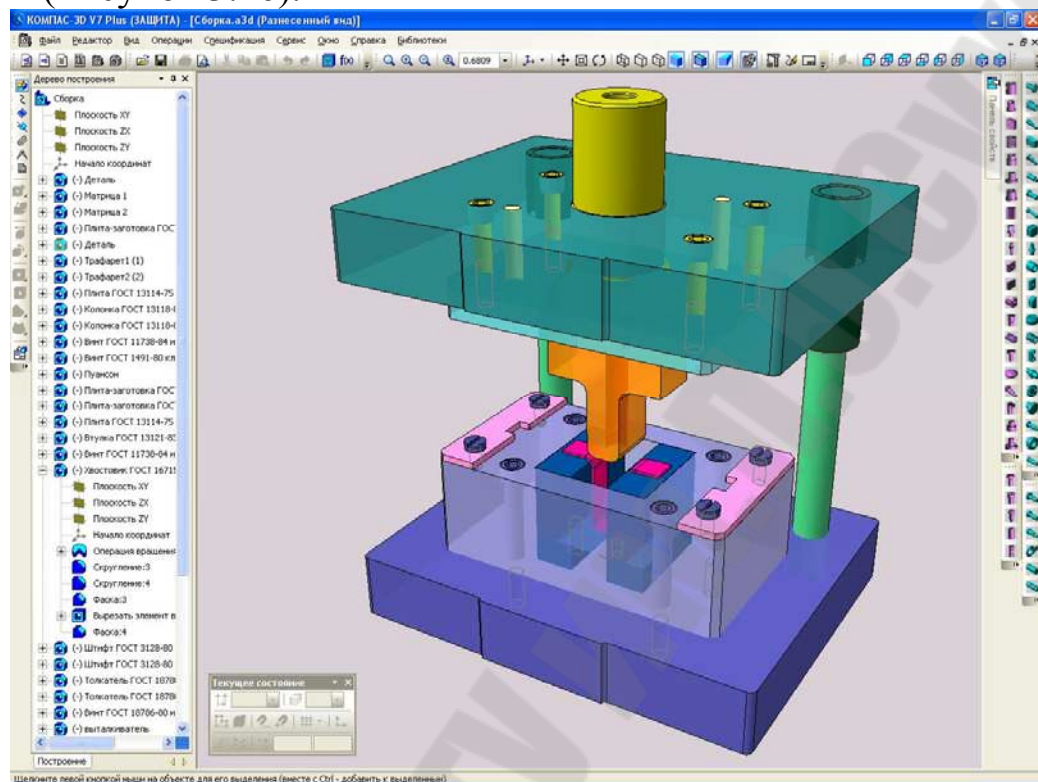 КОМПАС-3D V7 Plus (ЗАЩИТА) - [Сборка.a3d (Разнесенный вид)]
Файл Редактор Вид Операции Спецификация Сервис Окно Справка Библиотеки
f(x) 0.6809
Дерево построения
Сборка
Плоскость XY
Плоскость ZX
Плоскость ZY
Начало координат
(-) Деталь
(-) Матрица 1
(-) Матрица 2
(-) Плита-заготовка ГОС
(-) Деталь
(-) Трафарет1 (1)
(-) Трафарет2 (2)
(-) Плита ГОСТ 13114-75
(-) Колонка ГОСТ 13118-
(-) Колонка ГОСТ 13118-
(-) Винт ГОСТ 11738-84 и
(-) Винт ГОСТ 1491-80 кл
(-) Пуансон
(-) Плита-заготовка ГОС
(-) Плита-заготовка ГОС
(-) Плита ГОСТ 13114-75
(-) Втулка ГОСТ 13121-83
(-) Винт ГОСТ 11738-84 и
(-) Хвостовик ГОСТ 16715
Плоскость XY
Плоскость ZX
Плоскость ZY
Начало координат
Операция вращения
Скругление:3
Скругление:4
Фаска:3
Вырезать элемент в
Фаска:4
(-) Штифт ГОСТ 3128-80
(-) Штифт ГОСТ 3128-80
(-) Толкатель ГОСТ 1878
(-) Толкатель ГОСТ 1878
(-) Винт ГОСТ 18786-80 и
(-) выталкиватель
Построение
Панель свойств
Текущее состояние
Щелкните левой кнопкой мыши на объекте для его выделения (вместе с Ctrl - добавить к выделенным)